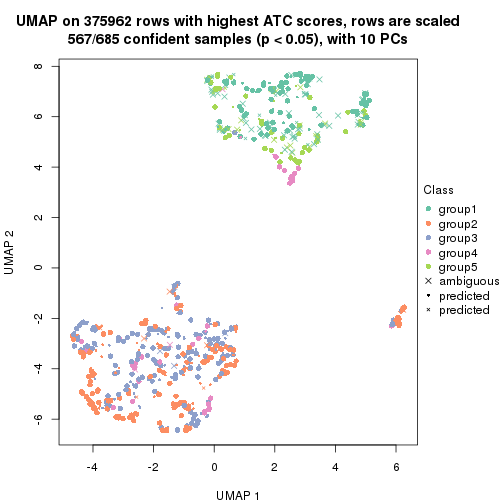 UMAP on 375962 rows with highest ATC scores, rows are scaled
567/685 confident samples (p < 0.05), with 10 PCs
8
6
4
2
0
-2
-4
-6
UMAP 2
-4
-2
0
2
4
6
UMAP 1
Class
group1
group2
group3
group4
group5
ambiguous
predicted
predicted